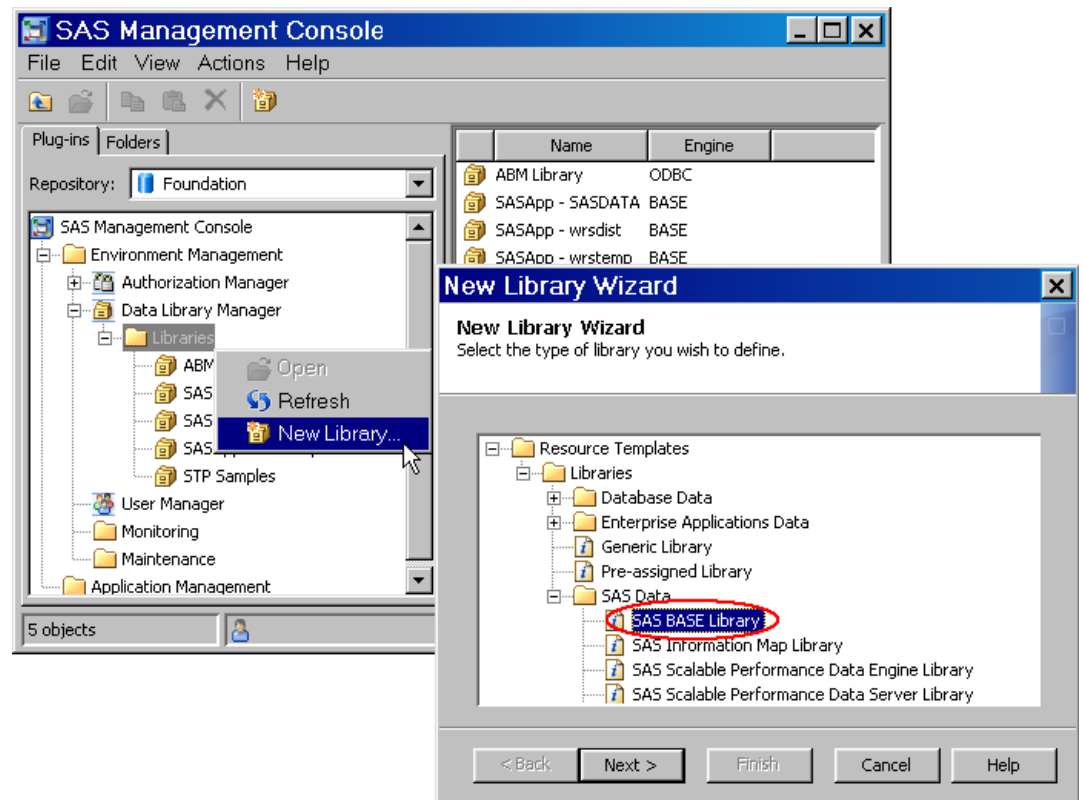 SAS Management Console
File Edit View Actions Help
Plug-ins Folders
Repository: Foundation
SAS Management Console
Environment Management
Authorization Manager
Data Library Manager
Libraries
ABM
SAS
SAS
SAS
STP Samples
User Manager
Monitoring
Maintenance
Application Management
5 objects
Open
Refresh
New Library...
Name Engine
ABM Library ODBC
SASApp - SASDATA BASE
SASApp - wrsdist BASE
SASApp - wrstemp BASE
New Library Wizard
New Library Wizard
Select the type of library you wish to define.
Resource Templates
Libraries
Database Data
Enterprise Applications Data
Generic Library
Pre-assigned Library
SAS Data
SAS BASE Library
SAS Information Map Library
SAS Scalable Performance Data Engine Library
SAS Scalable Performance Data Server Library
< Back Next > Finish Cancel Help